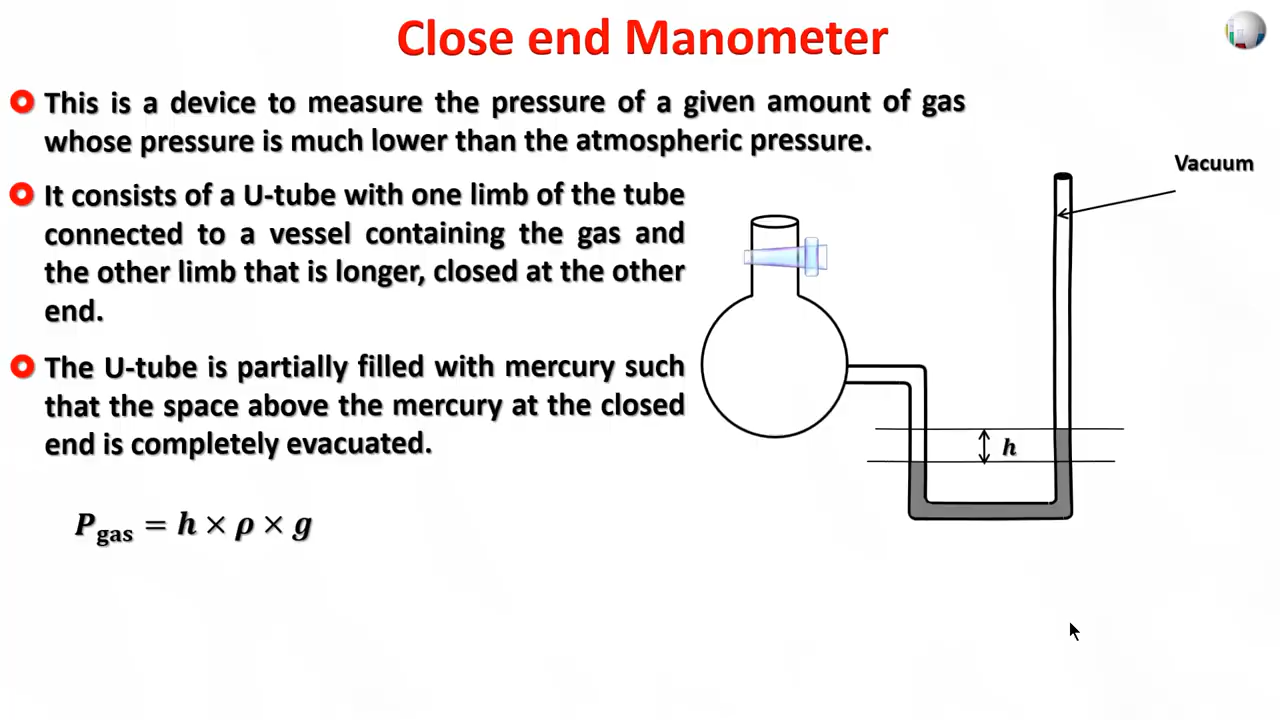 Close end Manometer
This is a device to measure the pressure of a given amount of gas
whose pressure is much lower than the atmospheric pressure.
It consists of a U-tube with one limb of the tube
connected to a vessel containing the gas and
the other limb that is longer, closed at the other
end.
The U-tube is partially filled with mercury such
that the space above the mercury at the closed
end is completely evacuated.
P_gas = h × ρ × g
Vacuum
h